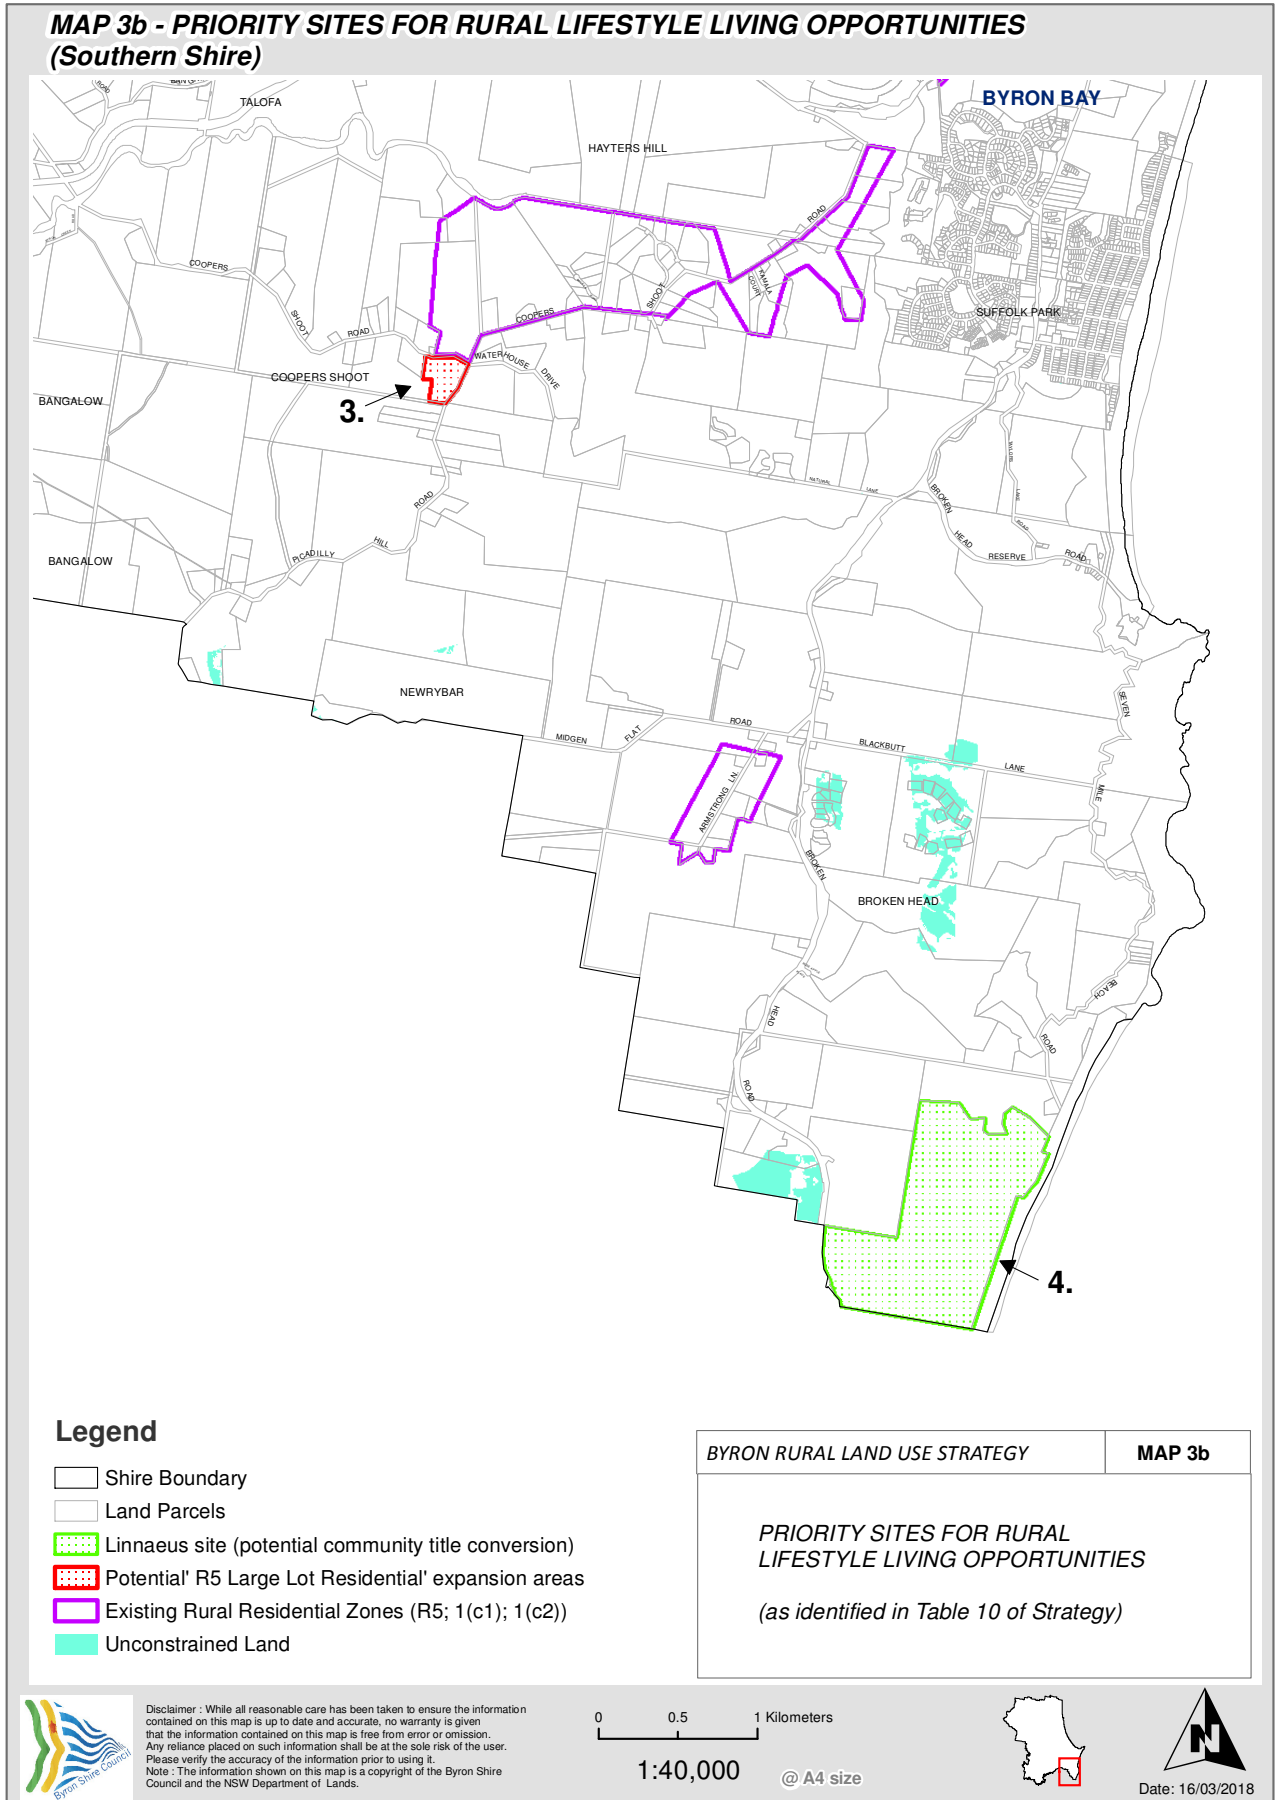 MAP 3b - PRIORITY SITES FOR RURAL LIFESTYLE LIVING OPPORTUNITIES
(Southern Shire)
BYRON BAY
TALOFA
HAYTERS HILL
ROAD
COOPERS
KAMALA
COURT
SHOOT
COOPERS
SHOOT
ROAD
SUFFOLK PARK
WATERHOUSE
DRIVE
COOPERS SHOOT
3.
BANGALOW
NATURAL
LANE
BROKEN
HEAD
RESERVE
ROAD
LANE
ROAD
ROAD
HILL
PICADILLY
BANGALOW
NEWRYBAR
SEVEN
MIDGEN
FLAT
ROAD
BLACKBUTT
LANE
MILE
ARMSTRONG LN.
BROKEN
BROKEN HEAD
BEACH
HEAD
ROAD
ROAD
4.
Legend
Shire Boundary
Land Parcels
Linnaeus site (potential community title conversion)
Potential' R5 Large Lot Residential' expansion areas
Existing Rural Residential Zones (R5; 1(c1); 1(c2))
Unconstrained Land
BYRON RURAL LAND USE STRATEGY
MAP 3b
PRIORITY SITES FOR RURAL
LIFESTYLE LIVING OPPORTUNITIES
(as identified in Table 10 of Strategy)
Byron Shire Council
Disclaimer : While all reasonable care has been taken to ensure the information
contained on this map is up to date and accurate, no warranty is given
that the information contained on this map is free from error or omission.
Any reliance placed on such information shall be at the sole risk of the user.
Please verify the accuracy of the information prior to using it.
Note : The information shown on this map is a copyright of the Byron Shire
Council and the NSW Department of Lands.
0 0.5 1 Kilometers
1:40,000
@ A4 size
N
Date: 16/03/2018